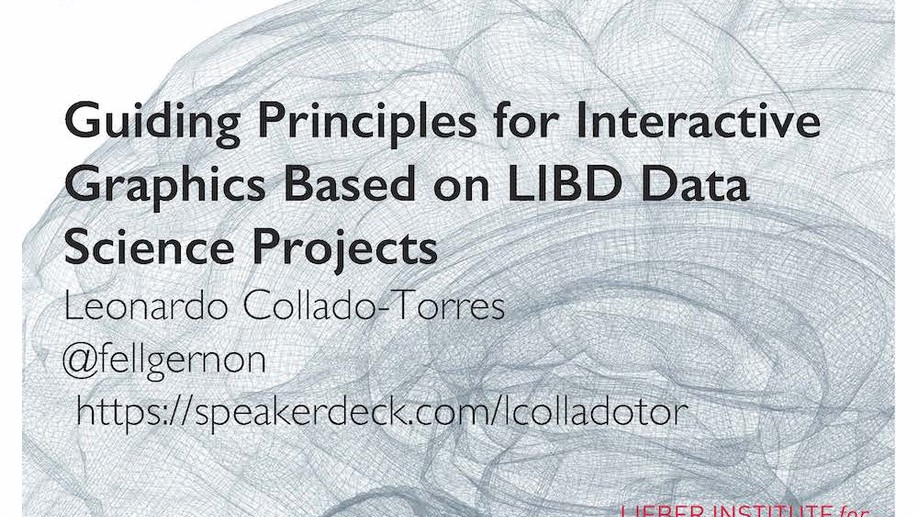 Guiding Principles for Interactive
Graphics Based on LIBD Data
Science Projects
Leonardo Collado-Torres
@fellgernon
https://speakerdeck.com/lcolladotor
LIEBER INSTITUTE for